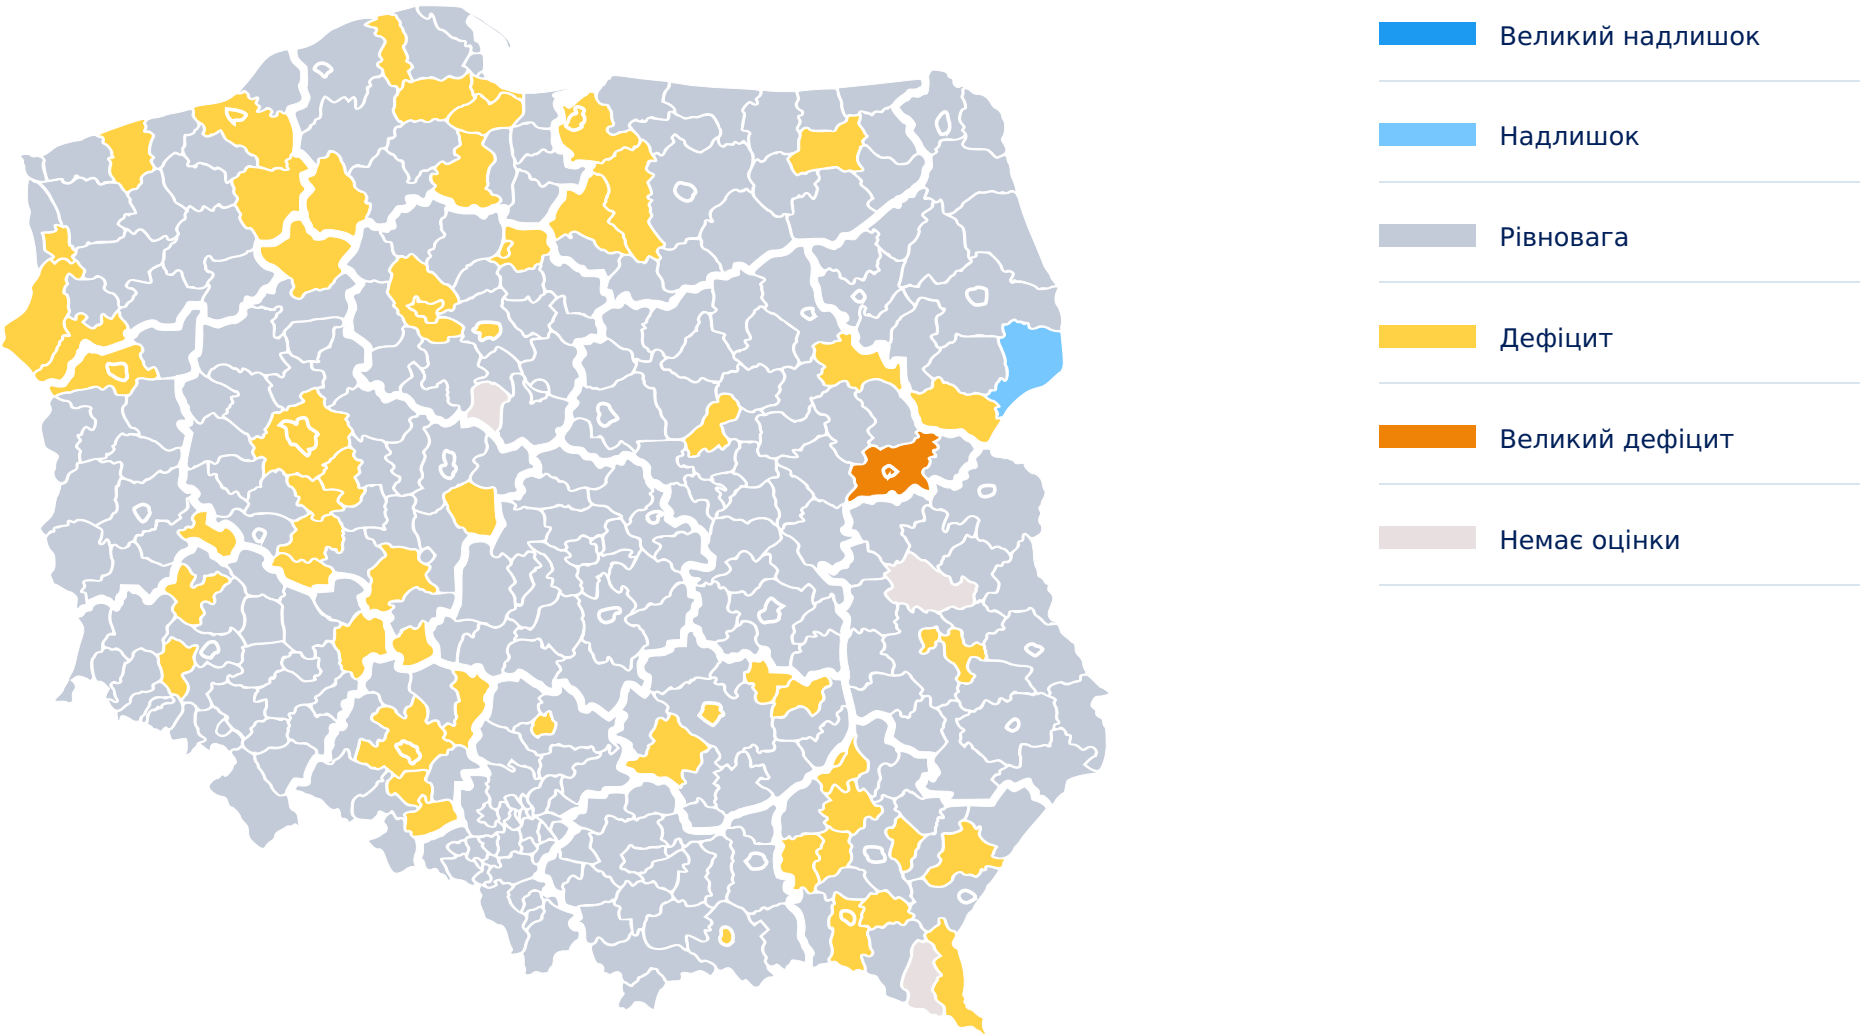 Великий надлишок
Надлишок
Рівновага
Дефіцит
Великий дефіцит
Немає оцінки